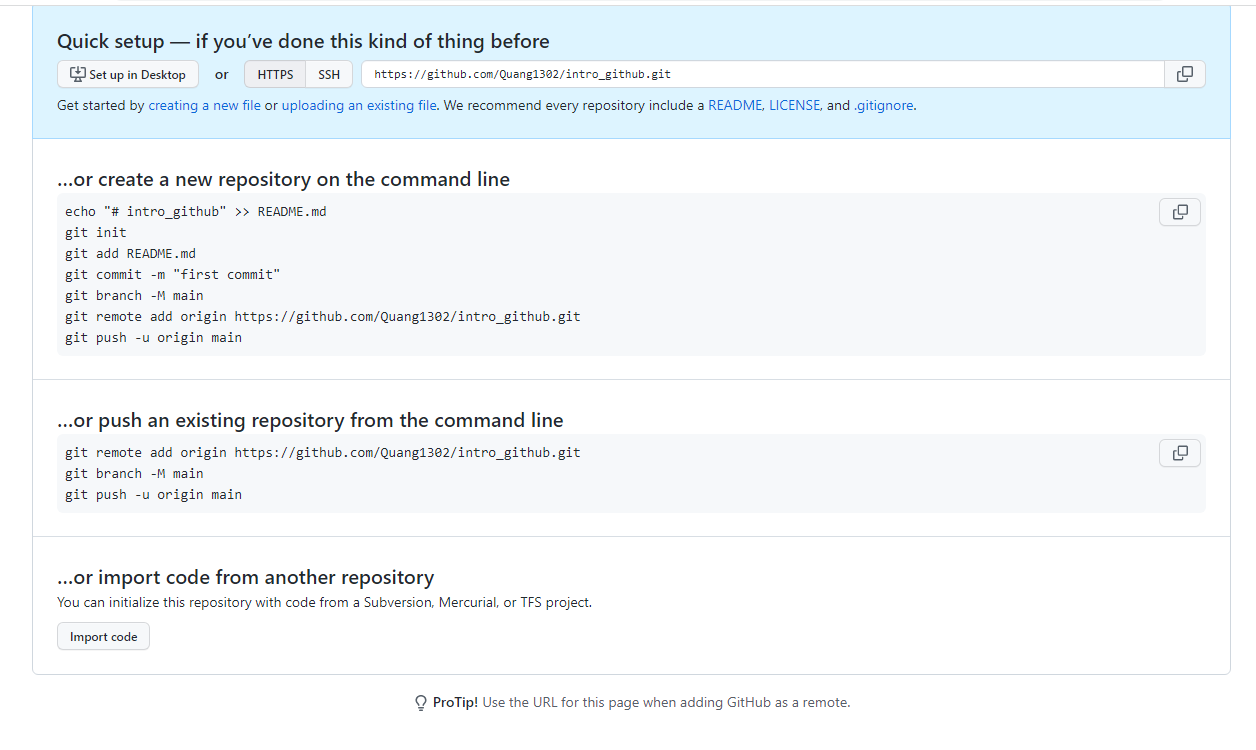 Quick setup — if you’ve done this kind of thing before
Set up in Desktop or HTTPS SSH https://github.com/Quang1302/intro_github.git
Get started by creating a new file or uploading an existing file. We recommend every repository include a README, LICENSE, and .gitignore.
…or create a new repository on the command line
echo "# intro_github" >> README.md
git init
git add README.md
git commit -m "first commit"
git branch -M main
git remote add origin https://github.com/Quang1302/intro_github.git
git push -u origin main
…or push an existing repository from the command line
git remote add origin https://github.com/Quang1302/intro_github.git
git branch -M main
git push -u origin main
…or import code from another repository
You can initialize this repository with code from a Subversion, Mercurial, or TFS project.
Import code
ProTip! Use the URL for this page when adding GitHub as a remote.